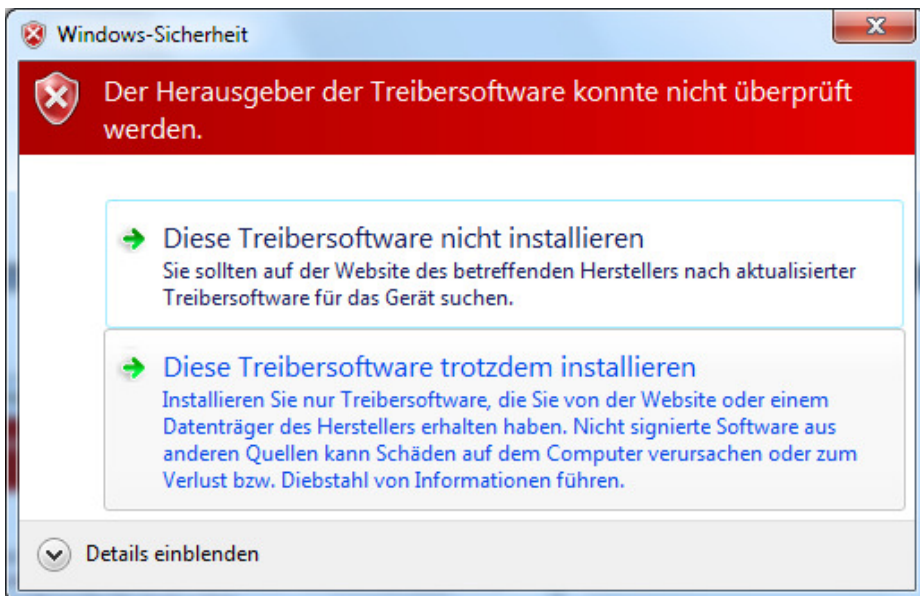 Windows-Sicherheit
Der Herausgeber der Treibersoftware konnte nicht überprüft
werden.
Diese Treibersoftware nicht installieren
Sie sollten auf der Website des betreffenden Herstellers nach aktualisierter
Treibersoftware für das Gerät suchen.
Diese Treibersoftware trotzdem installieren
Installieren Sie nur Treibersoftware, die Sie von der Website oder einem
Datenträger des Herstellers erhalten haben. Nicht signierte Software aus
anderen Quellen kann Schäden auf dem Computer verursachen oder zum
Verlust bzw. Diebstahl von Informationen führen.
Details einblenden